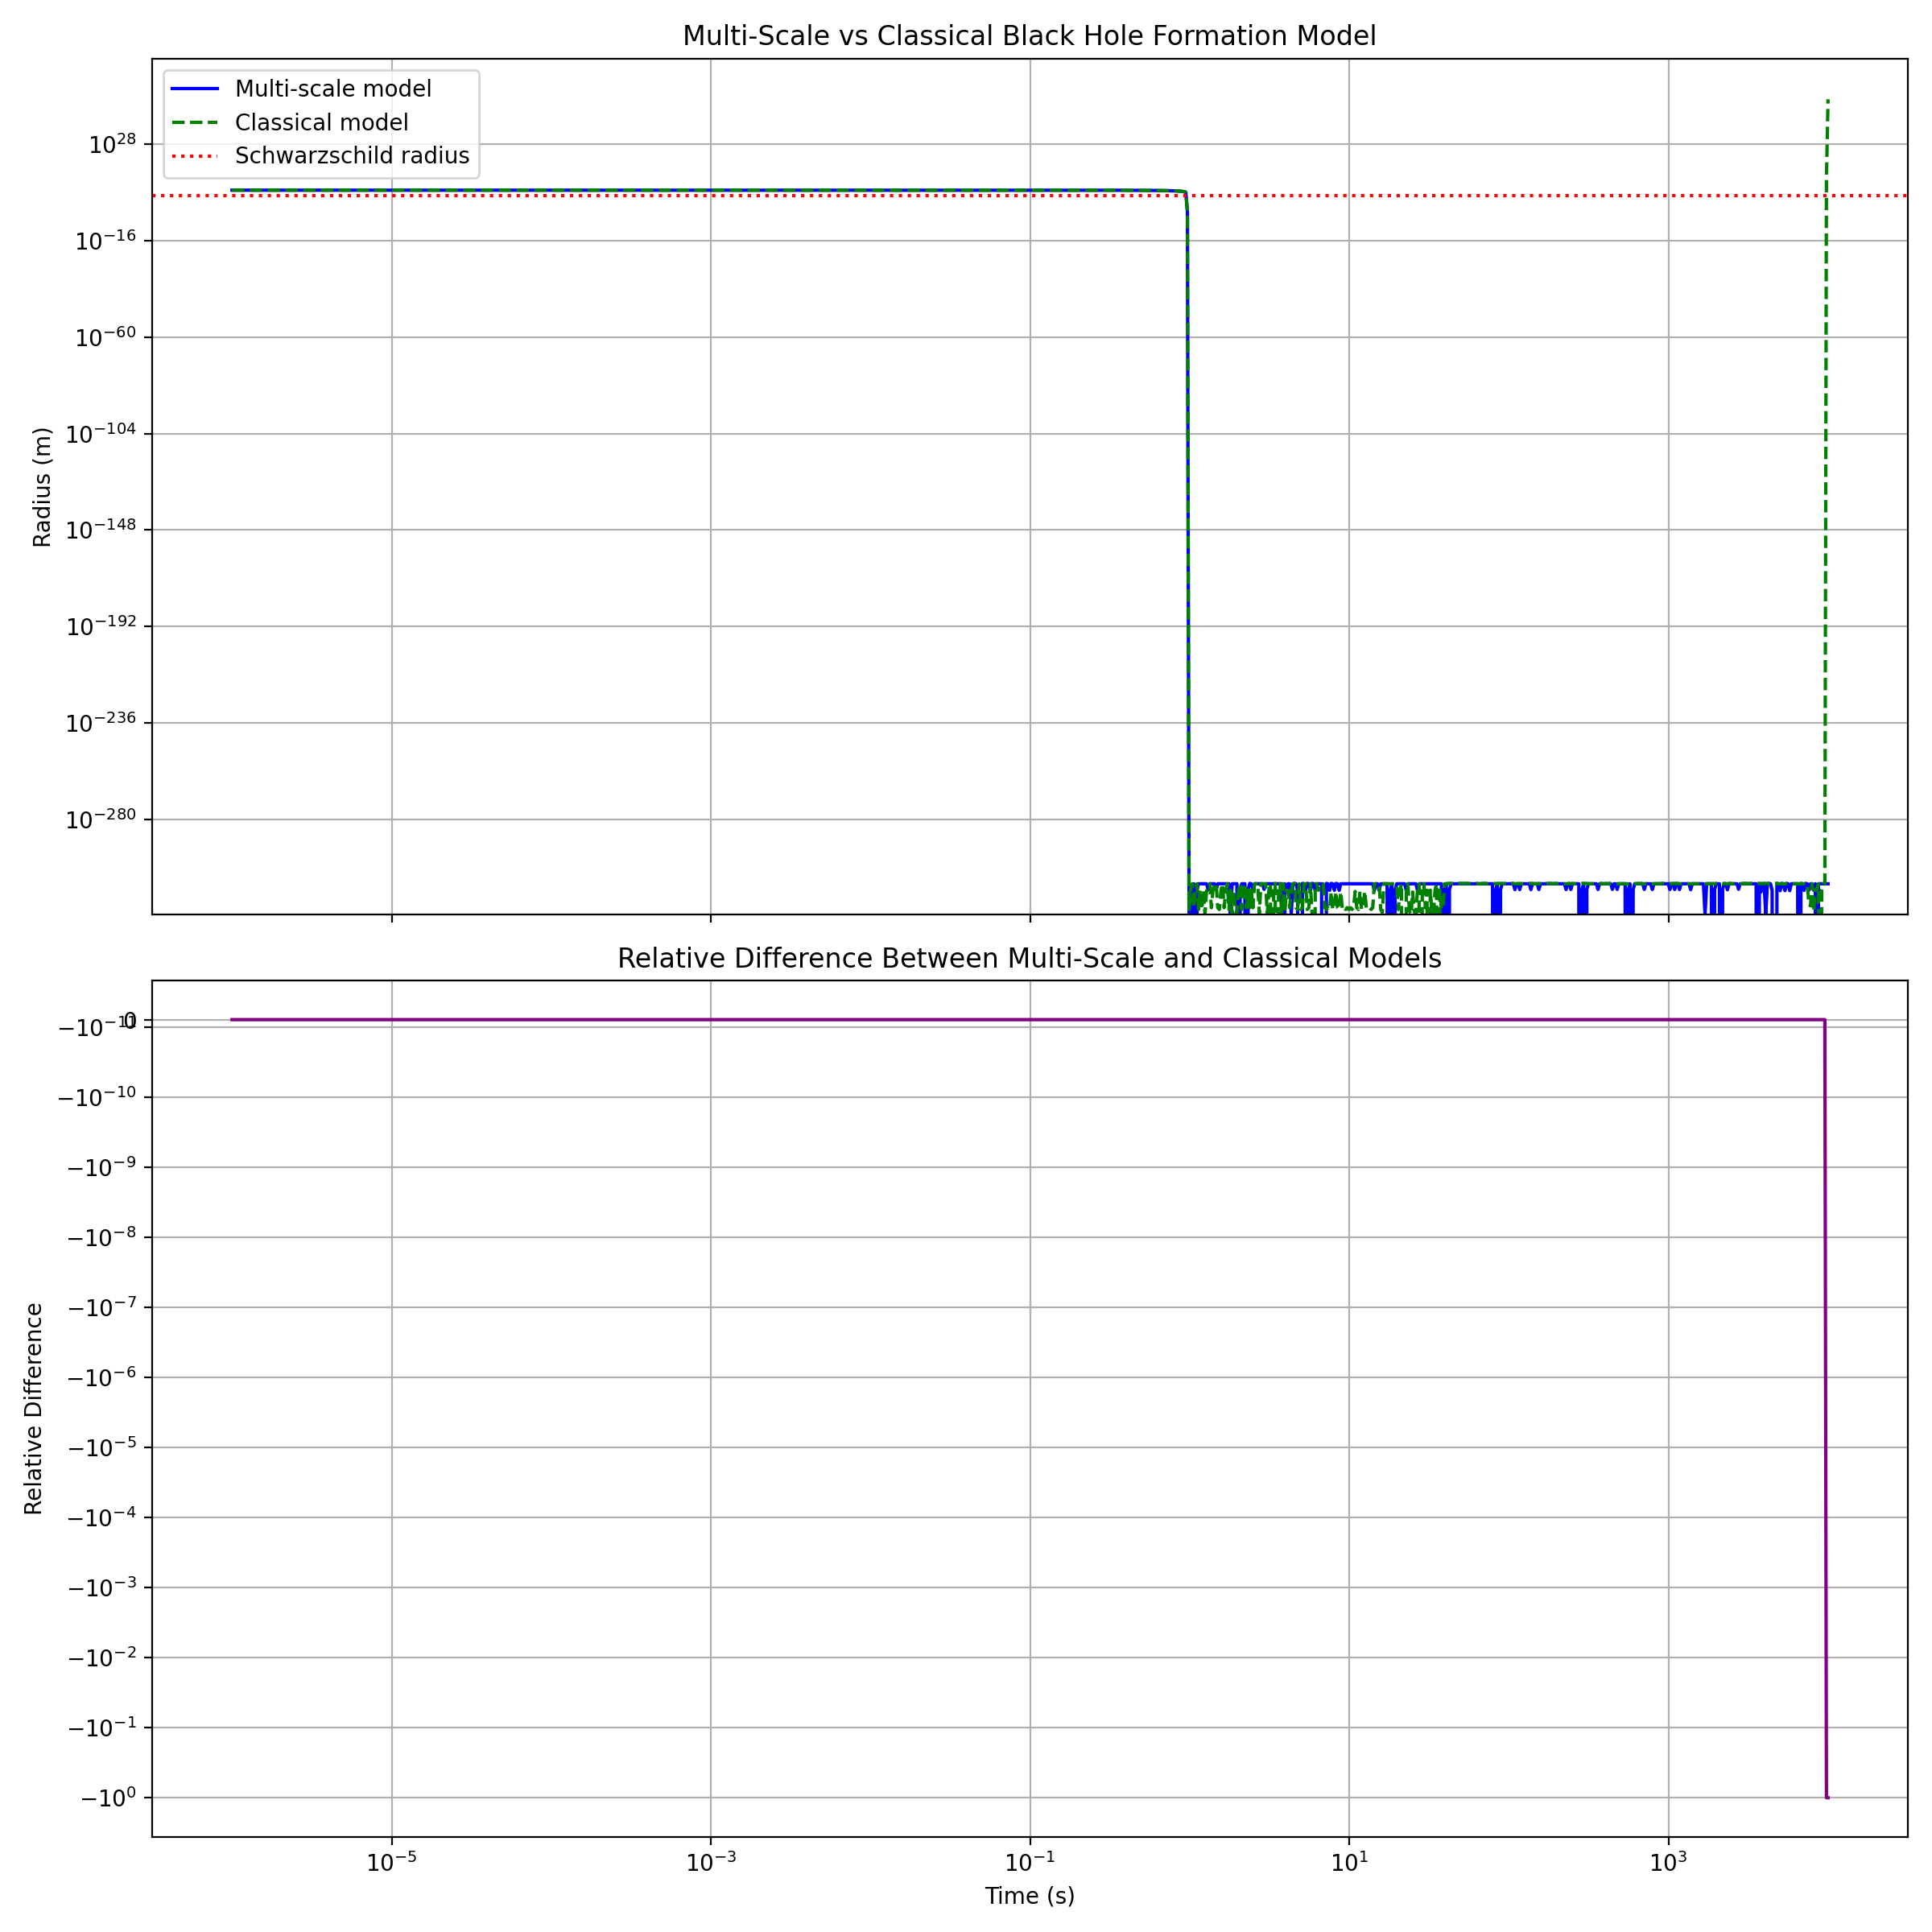 Multi-Scale vs Classical Black Hole Formation Model
Multi-scale model
Classical model
Schwarzschild radius
Radius (m)
10^28
10^−16
10^−60
10^−104
10^−148
10^−192
10^−236
10^−280
Relative Difference Between Multi-Scale and Classical Models
Relative Difference
0
−10^−11
−10^−10
−10^−9
−10^−8
−10^−7
−10^−6
−10^−5
−10^−4
−10^−3
−10^−2
−10^−1
−10^0
10^−5 10^−3 10^−1 10^1 10^3
Time (s)